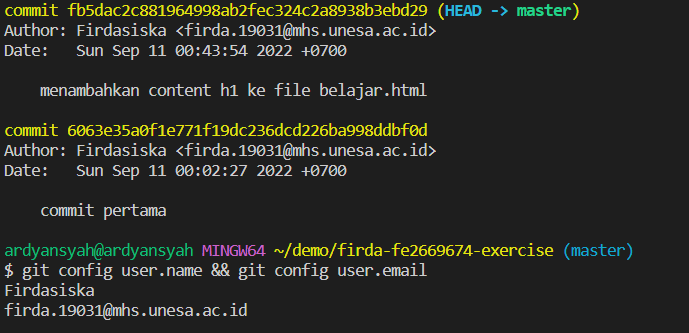 commit fb5dac2c881964998ab2fec324c2a8938b3ebd29 (HEAD -> master)
Author: Firdasiska <firda.19031@mhs.unesa.ac.id>
Date:   Sun Sep 11 00:43:54 2022 +0700
menambahkan content h1 ke file belajar.html
commit 6063e35a0f1e771f19dc236dcd226ba998ddbf0d
Author: Firdasiska <firda.19031@mhs.unesa.ac.id>
Date:   Sun Sep 11 00:02:27 2022 +0700
commit pertama
ardyansyah@ardyansyah MINGW64 ~/demo/firda-fe2669674-exercise (master)
$ git config user.name && git config user.email
Firdasiska
firda.19031@mhs.unesa.ac.id